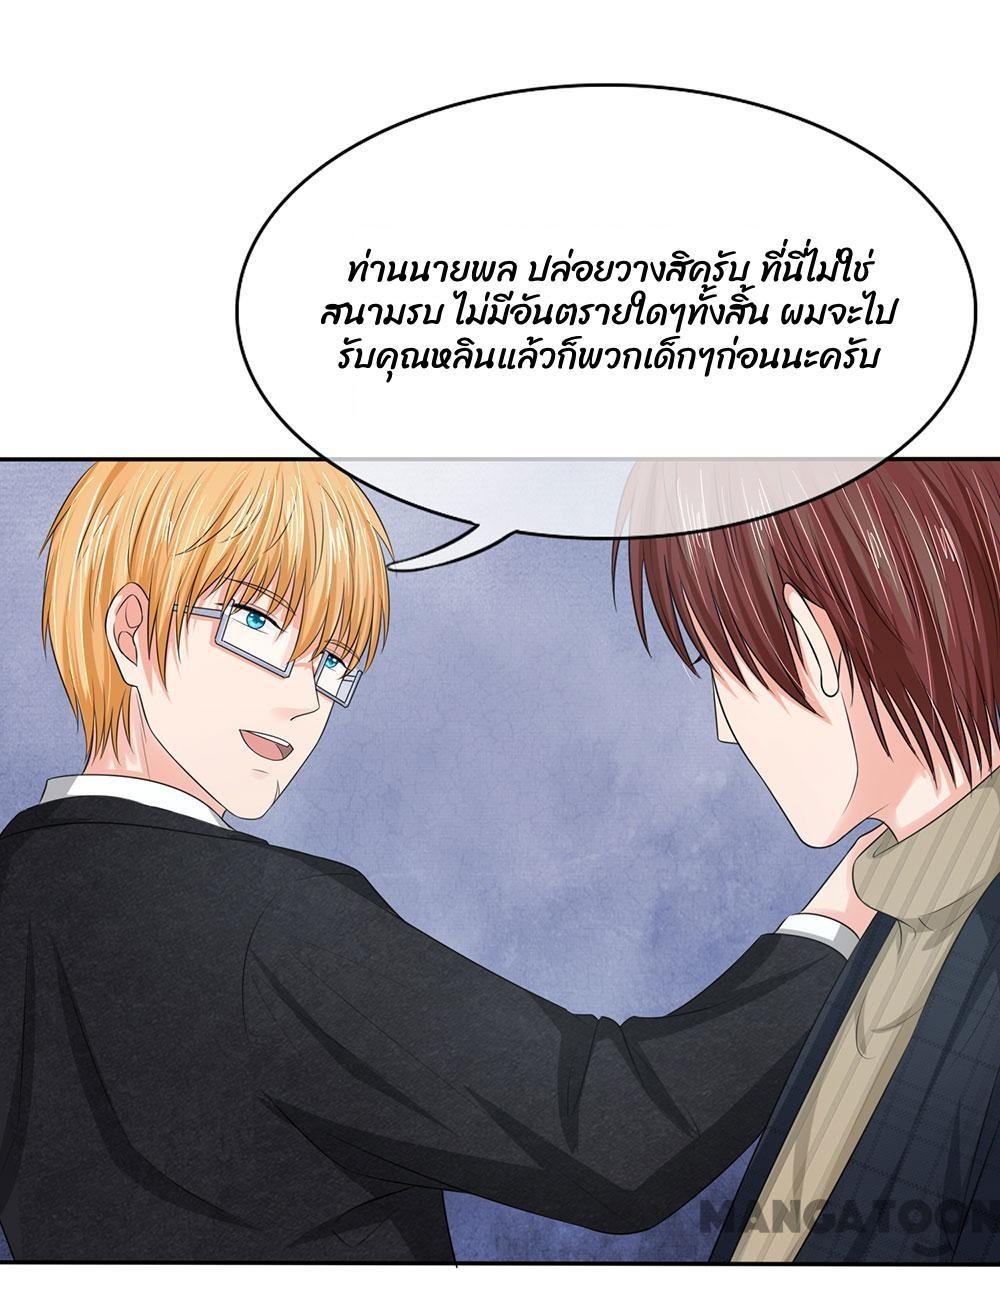 ท่านนายพล ปล่อยวางสิครับ ที่นี่ไม่ใช่
สนามรบ ไม่มีอันตรายใดๆทั้งสิ้น ผมจะไป
รับคุณหลินแล้วก็พวกเด็กๆก่อนนะครับ
MANGATOON